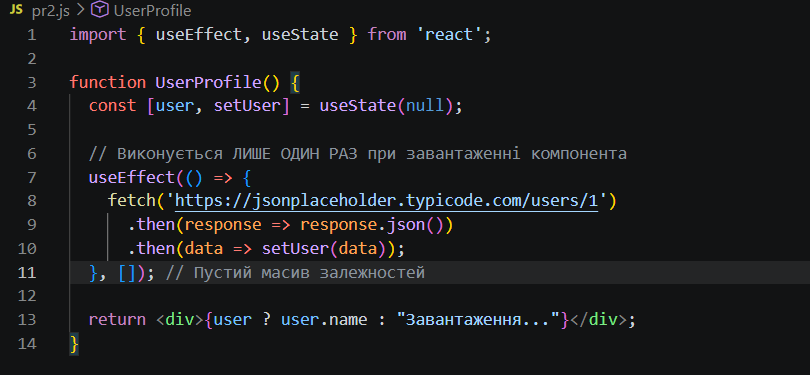 JS pr2.js > UserProfile
1 import { useEffect, useState } from 'react';
2
3 function UserProfile() {
4 const [user, setUser] = useState(null);
5
6 // Виконується ЛИШЕ ОДИН РАЗ при завантаженні компонента
7 useEffect(() => {
8 fetch('https://jsonplaceholder.typicode.com/users/1')
9 .then(response => response.json())
10 .then(data => setUser(data));
11 }, []); // Пустий масив залежностей
12
13 return <div>{user ? user.name : "Завантаження..."}</div>;
14 }